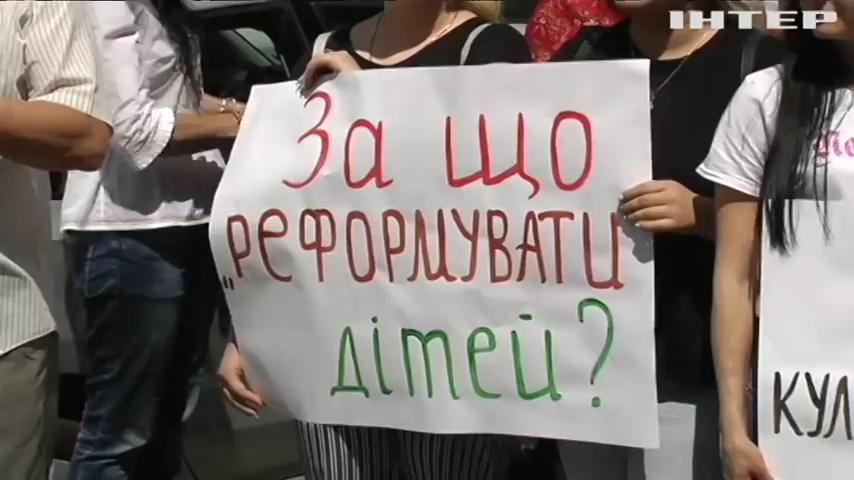 ІНТЕР
За що
„реформувати
дітей?
КУЛ